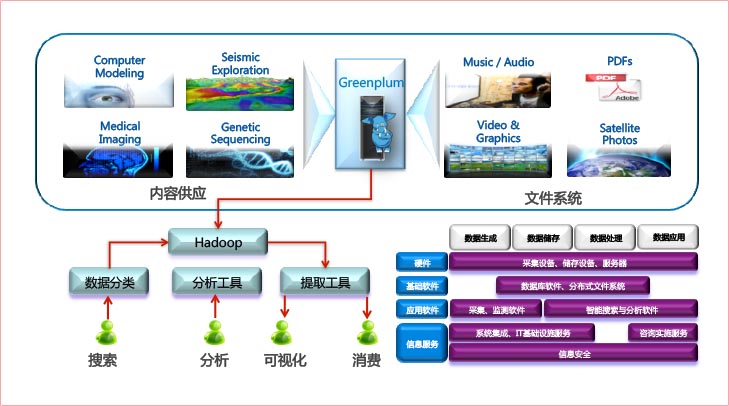 Computer
Modeling
Seismic
Exploration
Greenplum
Music / Audio
PDFs
PDF
Adobe
Medical
Imaging
Genetic
Sequencing
Video &
Graphics
Satellite
Photos
内容供应
文件系统
Hadoop
数据分类
分析工具
提取工具
搜索
分析
可视化
消费
数据生成
数据储存
数据处理
数据应用
硬件
采集设备、储存设备、服务器
基础软件
数据库软件、分布式文件系统
应用软件
采集、监测软件
智能搜索与分析软件
信息服务
系统集成、IT基础设施服务
咨询实施服务
信息安全